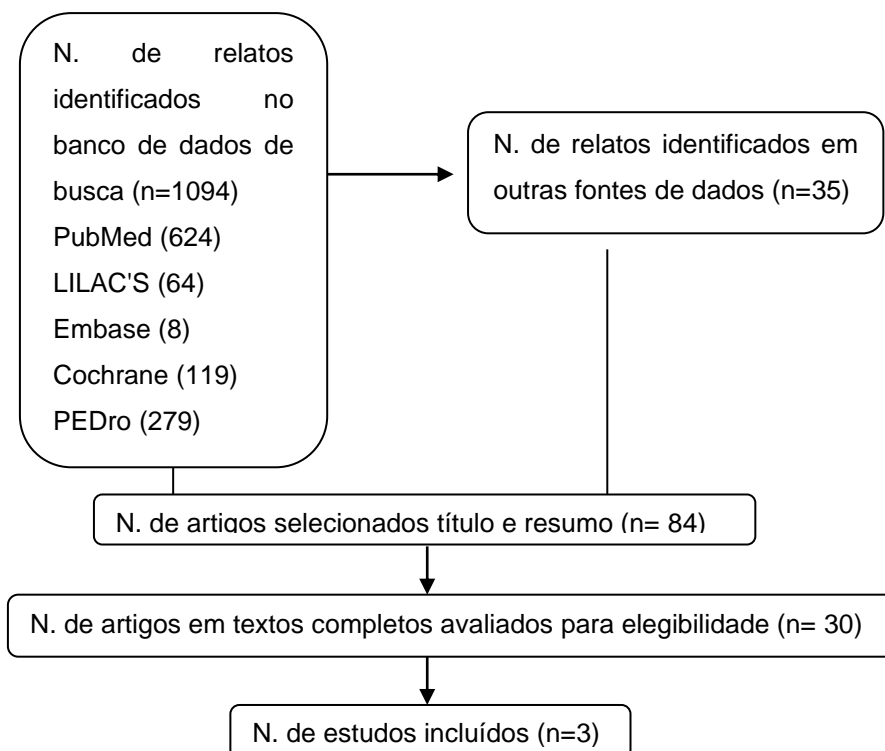 N. de relatos
identificados no
banco de dados de
busca (n=1094)
PubMed (624)
LILAC'S (64)
Embase (8)
Cochrane (119)
PEDro (279)
N. de relatos identificados em
outras fontes de dados (n=35)
N. de artigos selecionados título e resumo (n= 84)
N. de artigos em textos completos avaliados para elegibilidade (n= 30)
N. de estudos incluídos (n=3)